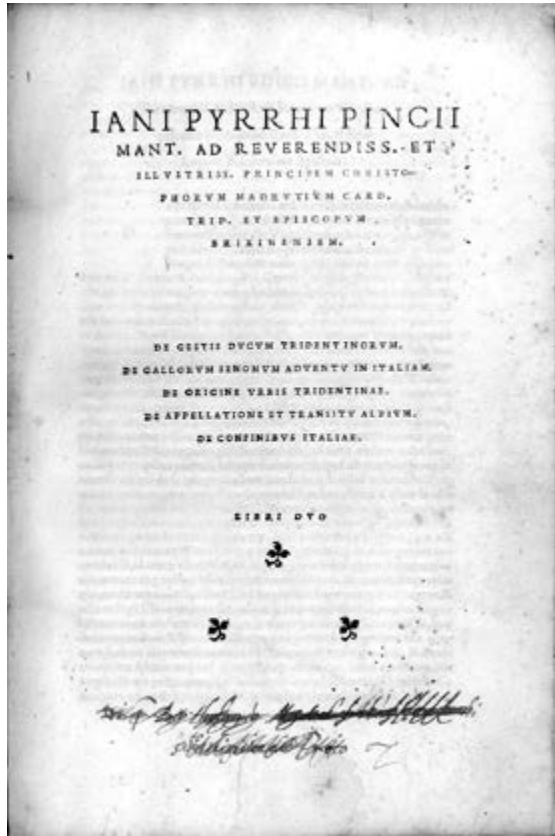 IANI PYRRHI PINCII
MANT. AD REVERENDISS. ET
ILLVSTRISS. PRINCIPEM CHRISTO-
PHORVM MADRVTIVM CARD.
TRID. ET EPISCOPVM
BRIXINENSEM.
DE GESTIS DVCVM TRIDENTINORVM.
DE GALLORVM SENONVM ADVENTV IN ITALIAM.
DE ORIGINE VRBIS TRIDENTINAE.
DE APPELLATIONE ET TRANSITV ALPIVM.
DE CONFINIBVS ITALIAE.
LIBRI DVO